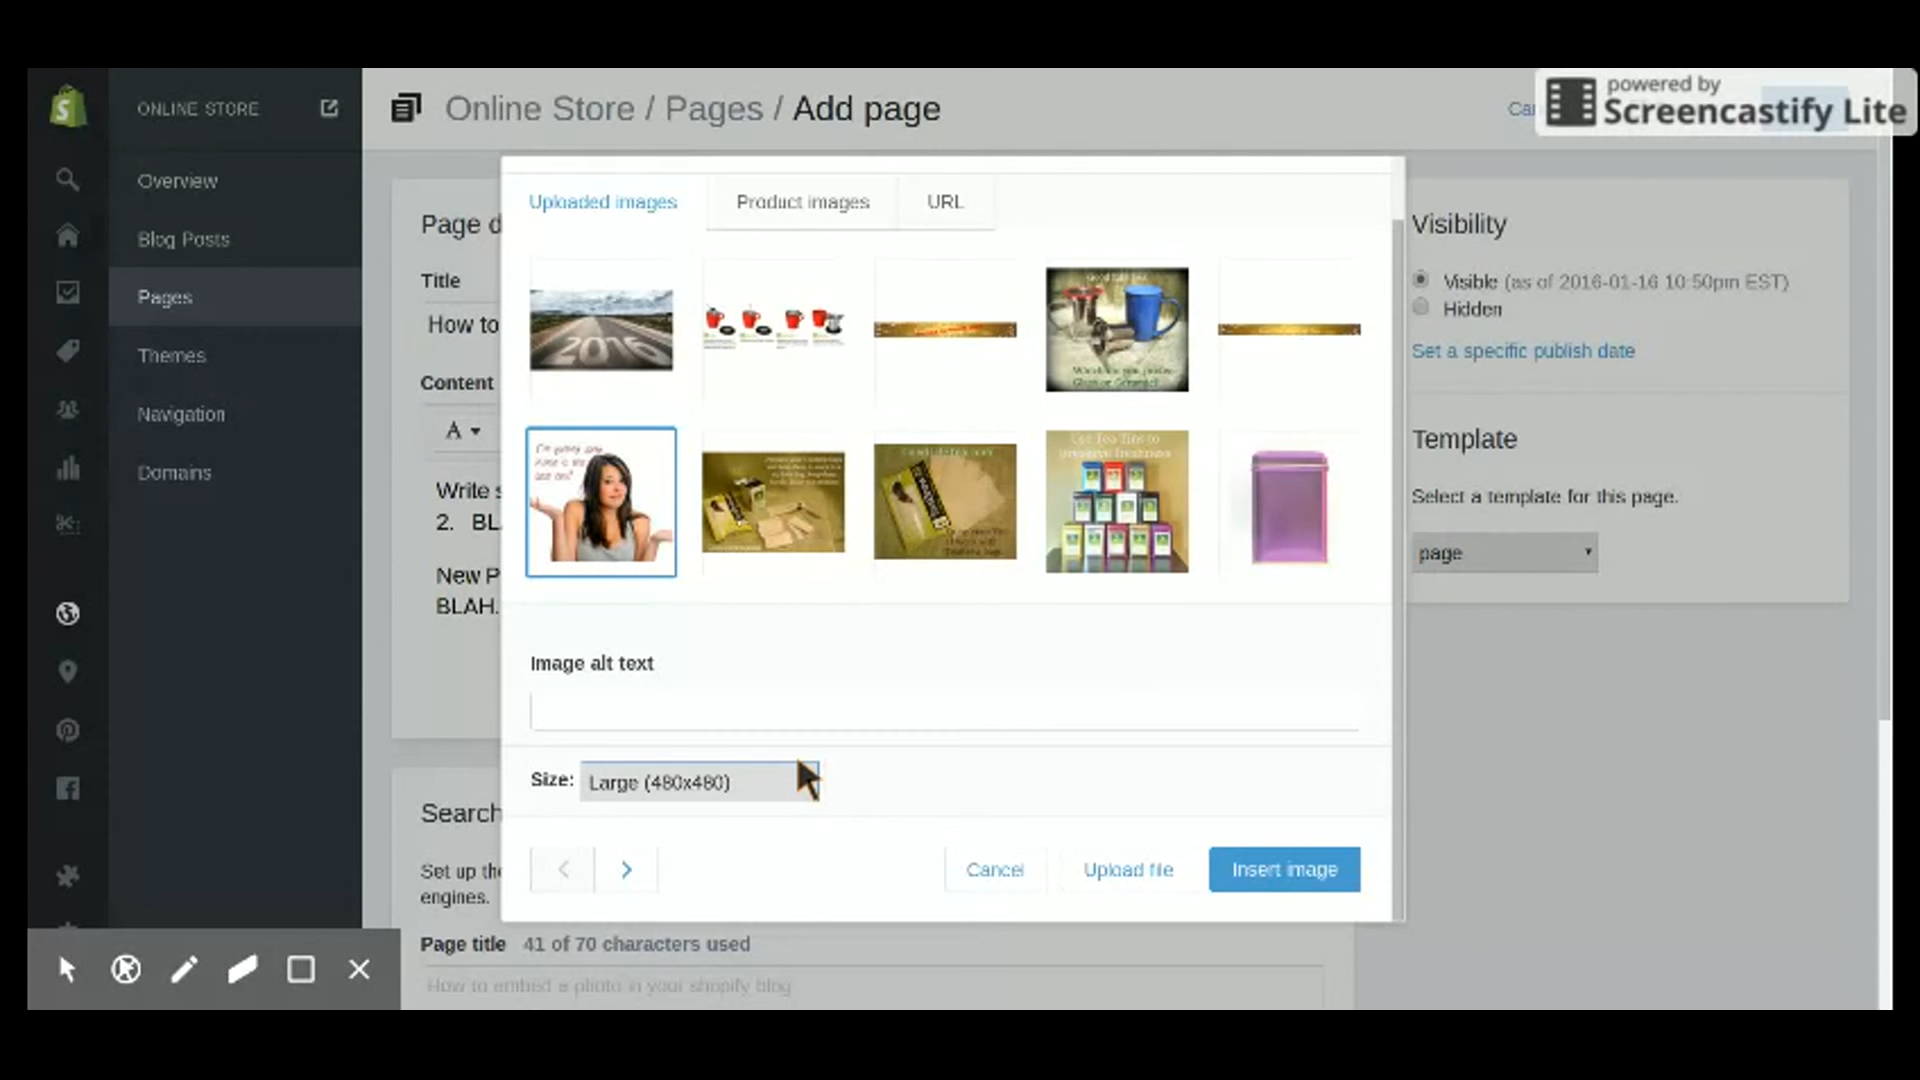 powered by
Screencastify Lite
ONLINE STORE
Online Store / Pages / Add page
Overview
Blog Posts
Pages
Themes
Navigation
Domains
Page d
Title
How to
Content
A
Write s
2. BL
New P
BLAH.
Uploaded images
Product images
URL
2016
Image alt text
Size: Large (480x480)
Cancel
Upload file
Insert image
Visibility
Visible (as of 2016-01-16 10:50pm EST)
Hidden
Set a specific publish date
Template
Select a template for this page.
page
Search
Set up the
engines.
Page title 41 of 70 characters used
How to embed a photo in your shopify blog